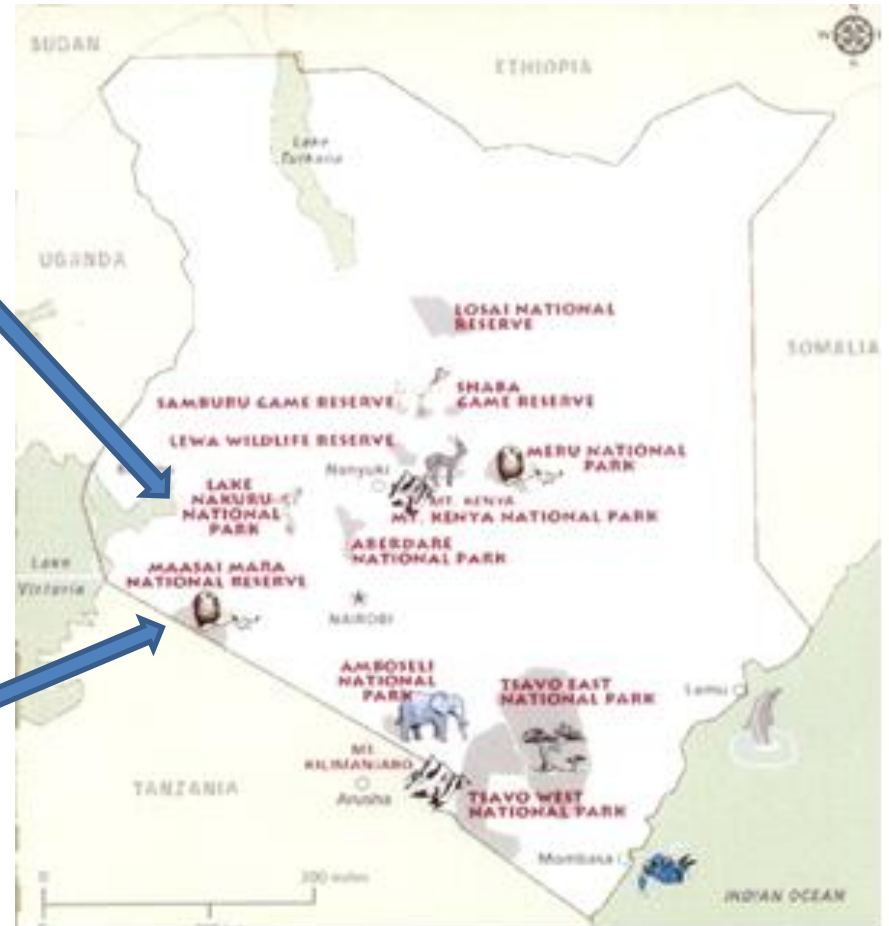 SUDAN
ETHIOPIA
Lake
Turkana
UGANDA
SOMALIA
LOSAI NATIONAL
RESERVE
SAMBURU GAME RESERVE
SHABA
GAME RESERVE
LEWA WILDLIFE RESERVE
MERU NATIONAL
PARK
Nanyuki
LAKE
NAKURU
NATIONAL
PARK
MT. KENYA
MT. KENYA NATIONAL PARK
ABERDARE
NATIONAL PARK
Lake
Victoria
MAASAI MARA
NATIONAL RESERVE
NAIROBI
AMBOSELI
NATIONAL
PARK
TSAVO EAST
NATIONAL PARK
Lamu
MT.
KILIMANJARO
Arusha
TANZANIA
TSAVO WEST
NATIONAL PARK
Mombasa
0
200 miles
INDIAN OCEAN